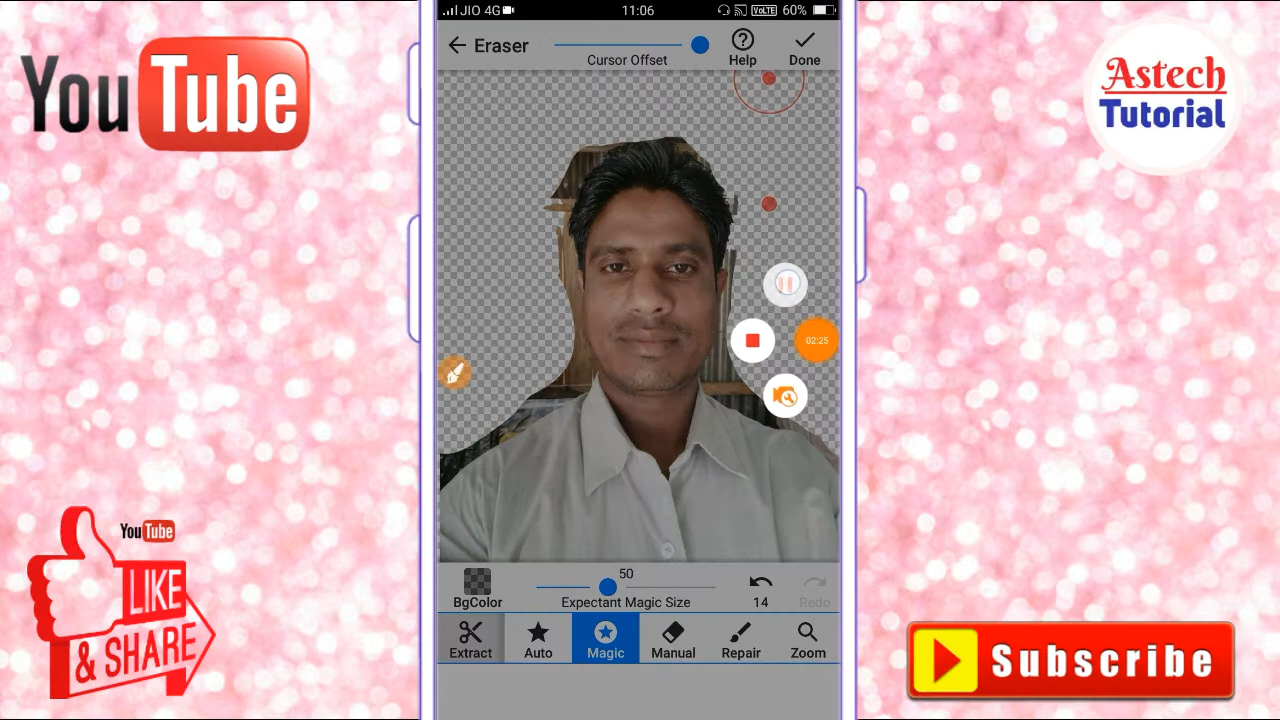 YouTube
JIO 4G 11:06 VoLTE 60%
Eraser
Cursor Offset
Help
Done
Astech
Tutorial
02:25
50
BgColor
Expectant Magic Size
14
Redo
Extract
Auto
Magic
Manual
Repair
Zoom
YouTube
LIKE
& SHARE
Subscribe